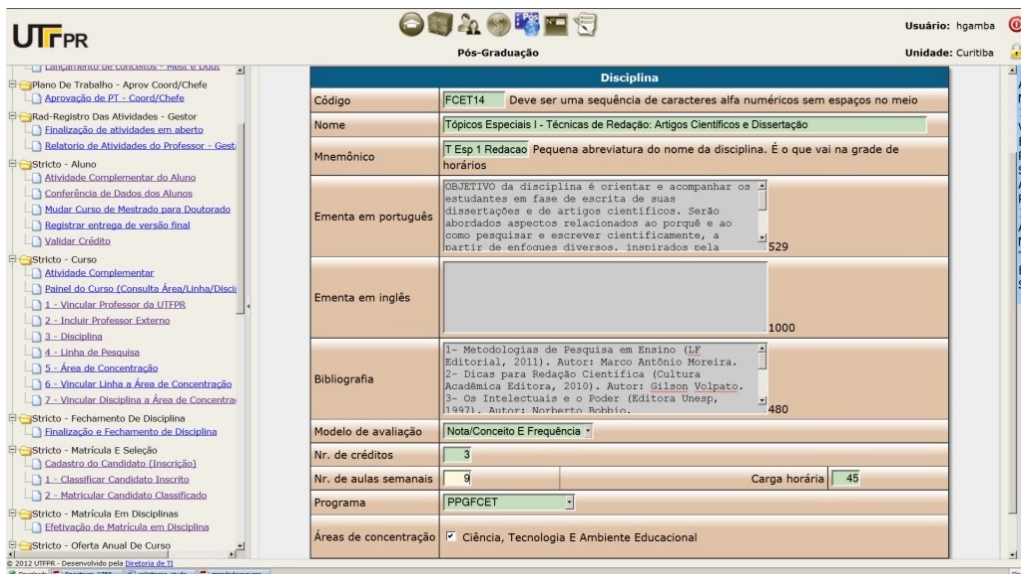 UTFPR
Pós-Graduação
Usuário: hgamba
Unidade: Curitiba
Lançamento de Conceitos - Mest e Dout
Plano De Trabalho - Aprov Coord/Chefe
Aprovação de PT - Coord/Chefe
Rad-Registro Das Atividades - Gestor
Finalização de atividades em aberto
Relatorio de Atividades do Professor - Gest
Stricto - Aluno
Atividade Complementar do Aluno
Conferência de Dados dos Alunos
Mudar Curso de Mestrado para Doutorado
Registrar entrega de versão final
Validar Crédito
Stricto - Curso
Atividade Complementar
Painel do Curso (Consulta Área/Linha/Disci
1 - Vincular Professor da UTFPR
2 - Incluir Professor Externo
3 - Disciplina
4 - Linha de Pesquisa
5 - Área de Concentração
6 - Vincular Linha a Área de Concentração
7 - Vincular Disciplina a Área de Concentra
Stricto - Fechamento De Disciplina
Finalização e Fechamento de Disciplina
Stricto - Matrícula E Seleção
Cadastro do Candidato (Inscrição)
1 - Classificar Candidato Inscrito
2 - Matricular Candidato Classificado
Stricto - Matrícula Em Disciplinas
Efetivação de Matrícula em Disciplina
Stricto - Oferta Anual De Curso
Disciplina
Código FCET14 Deve ser uma sequência de caracteres alfa numéricos sem espaços no meio
Nome Tópicos Especiais I - Técnicas de Redação: Artigos Científicos e Dissertação
Mnemônico T Esp 1 Redacao Pequena abreviatura do nome da disciplina. É o que vai na grade de
horários
Ementa em português
OBJETIVO da disciplina é orientar e acompanhar os
estudantes em fase de escrita de suas
dissertações e de artigos científicos. Serão
abordados aspectos relacionados ao porquê e ao
como pesquisar e escrever cientificamente, a
partir de enfoques diversos, inspirados pela
529
Ementa em inglês
1000
Bibliografia
1- Metodologias de Pesquisa em Ensino (LF
Editorial, 2011). Autor: Marco Antônio Moreira.
2- Dicas para Redação Científica (Cultura
Acadêmica Editora, 2010). Autor: Gilson Volpato.
3- Os Intelectuais e o Poder (Editora Unesp,
1997). Autor: Norberto Bobbio.
480
Modelo de avaliação Nota/Conceito E Frequência
Nr. de créditos 3
Nr. de aulas semanais 9 Carga horária 45
Programa PPGFCET
Áreas de concentração Ciência, Tecnologia E Ambiente Educacional
© 2012 UTFPR - Desenvolvido pela Diretoria de TI